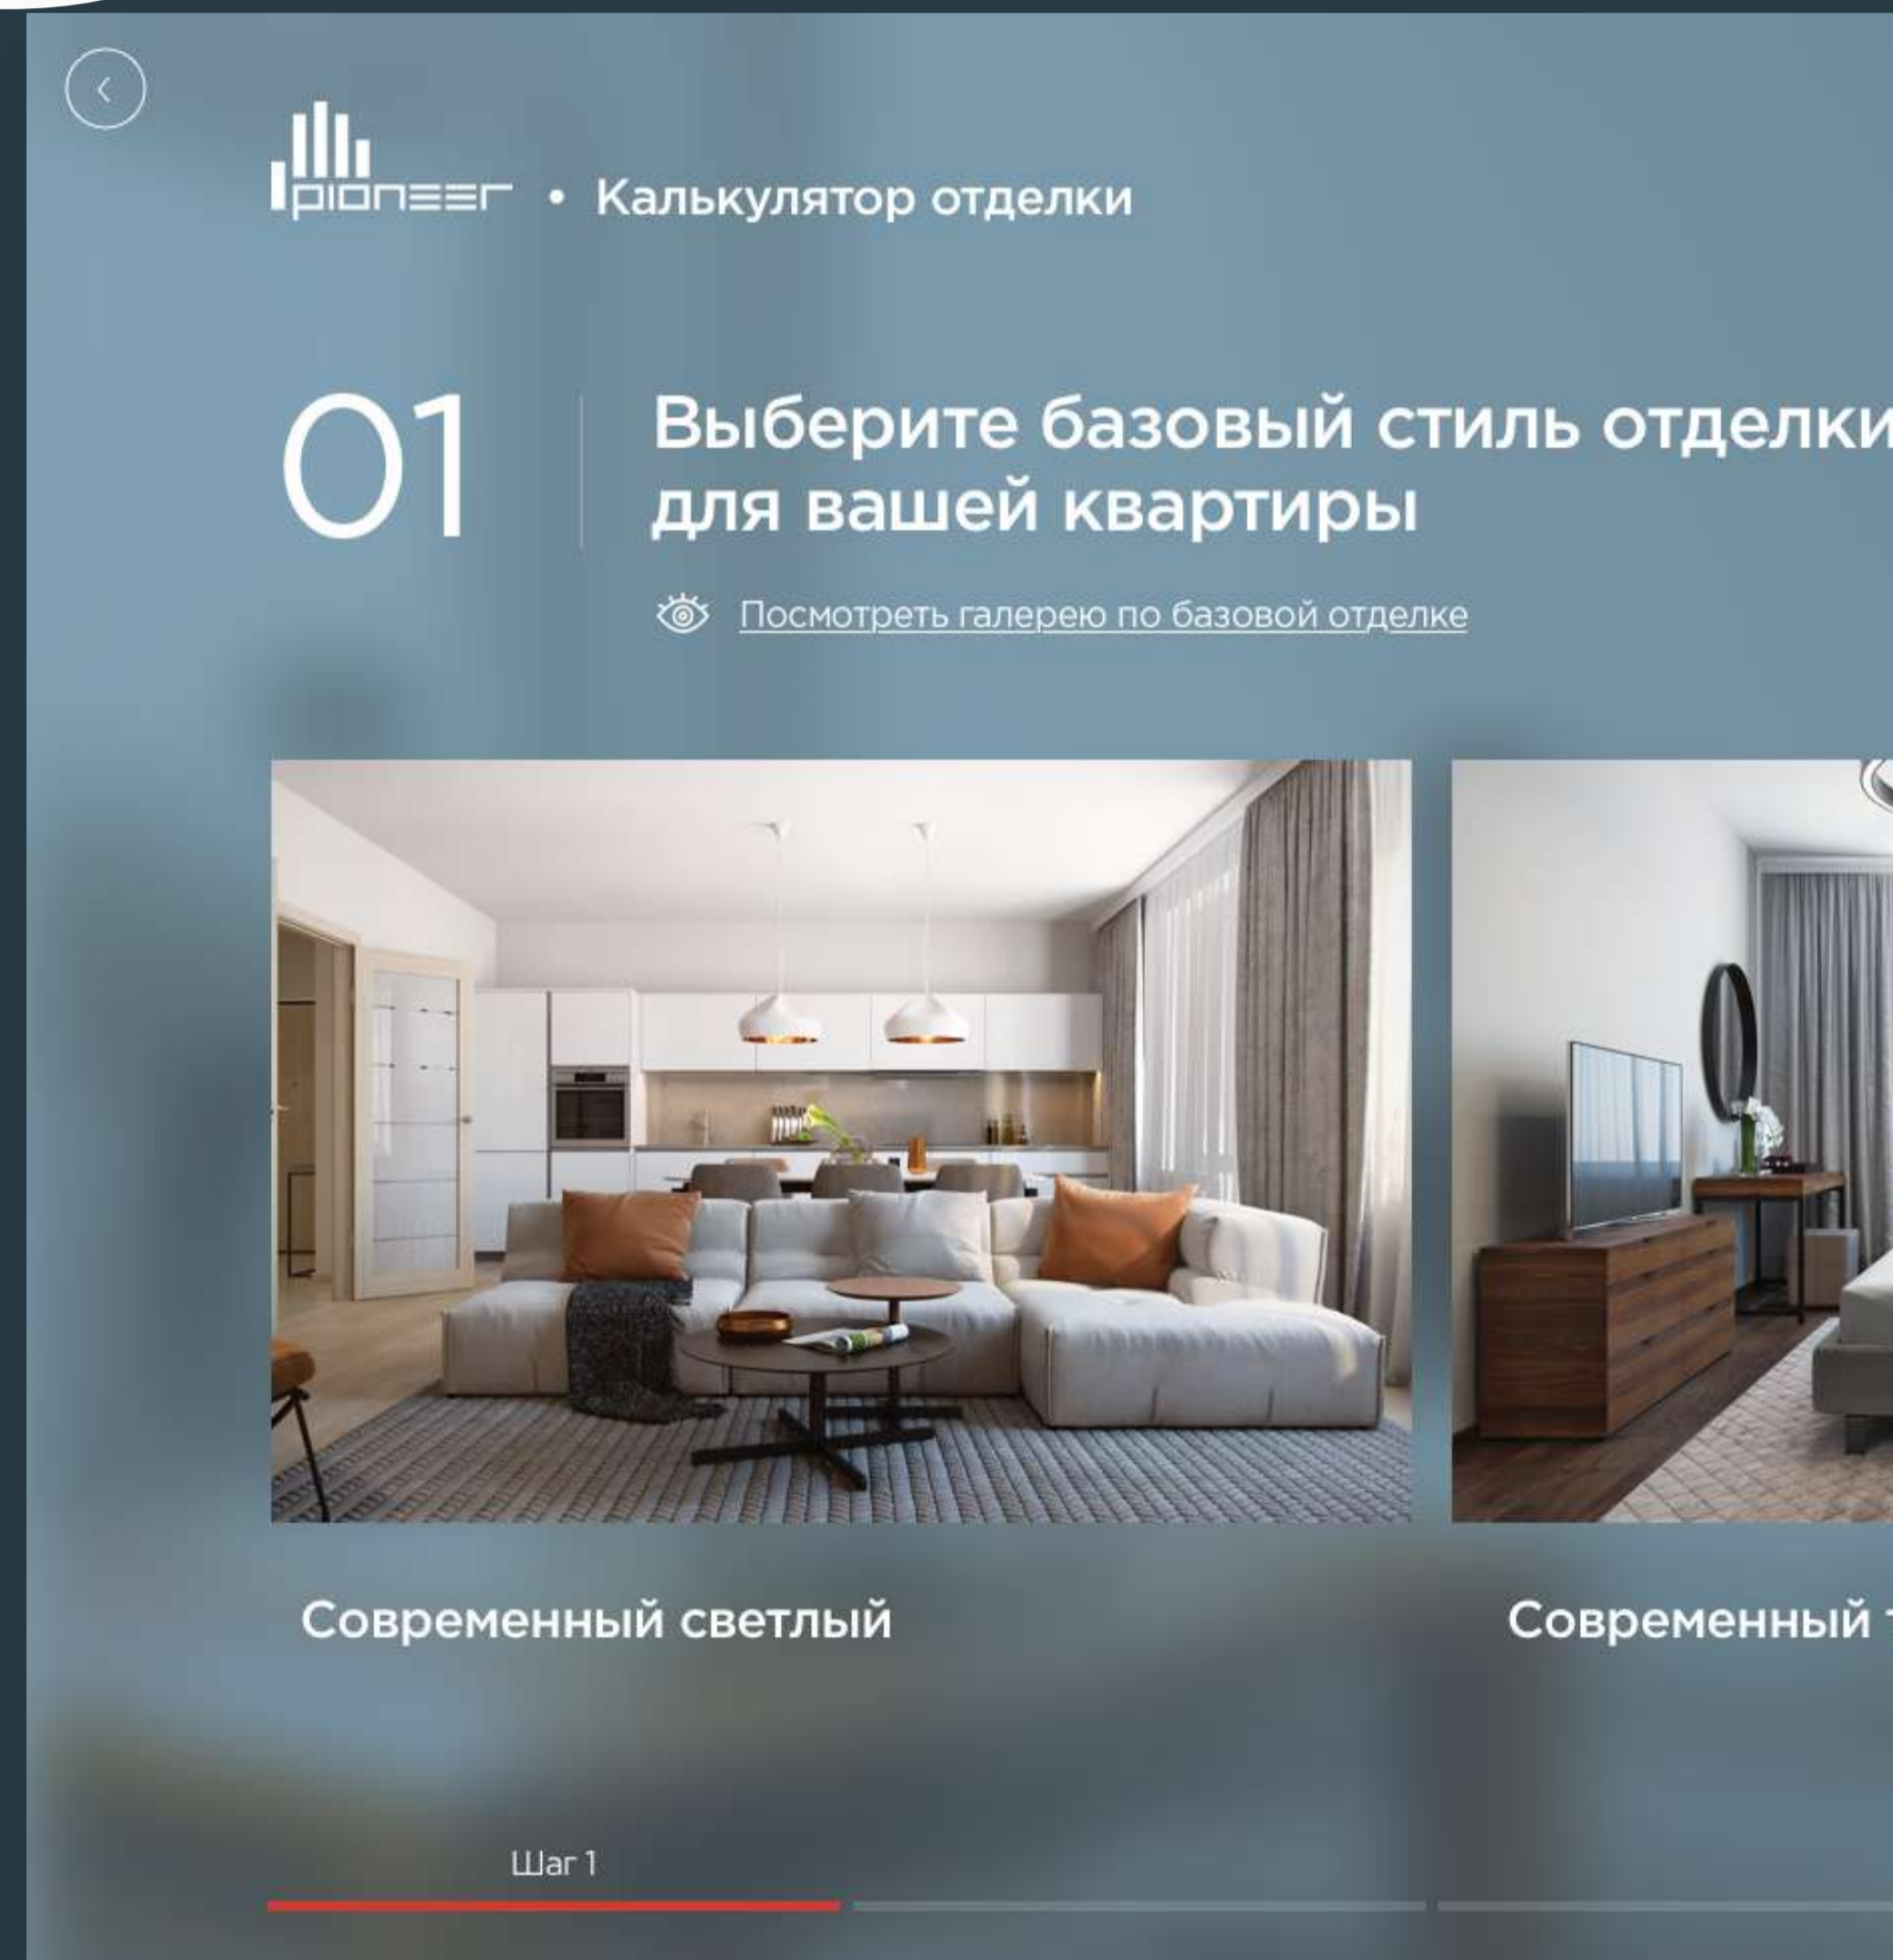 pioneer • Калькулятор отделки
01
Выберите базовый стиль отделки
для вашей квартиры
Посмотреть галерею по базовой отделке
Современный светлый
Современный
Шаг 1